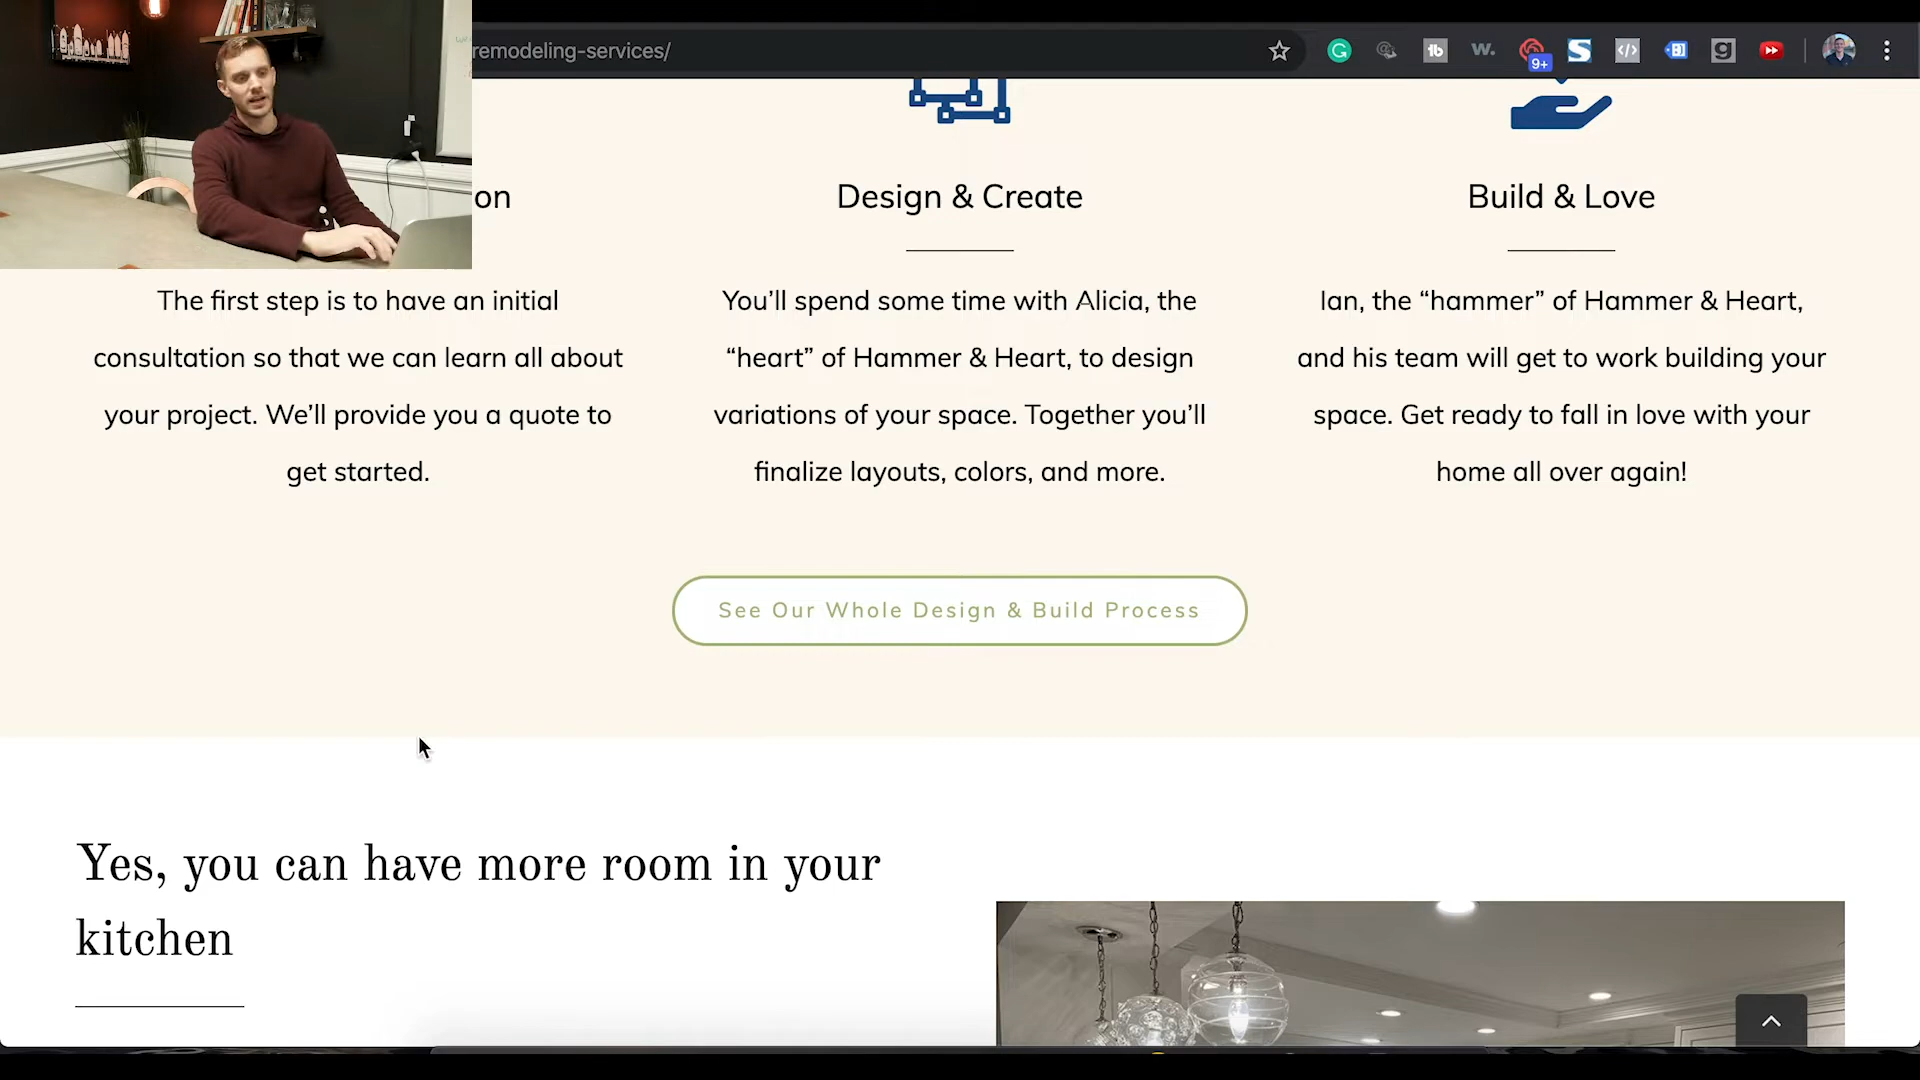 remodeling-services/
9+
on
Design & Create
Build & Love
The first step is to have an initial
consultation so that we can learn all about
your project. We’ll provide you a quote to
get started.
You’ll spend some time with Alicia, the
“heart” of Hammer & Heart, to design
variations of your space. Together you’ll
finalize layouts, colors, and more.
Ian, the “hammer” of Hammer & Heart,
and his team will get to work building your
space. Get ready to fall in love with your
home all over again!
See Our Whole Design & Build Process
Yes, you can have more room in your
kitchen